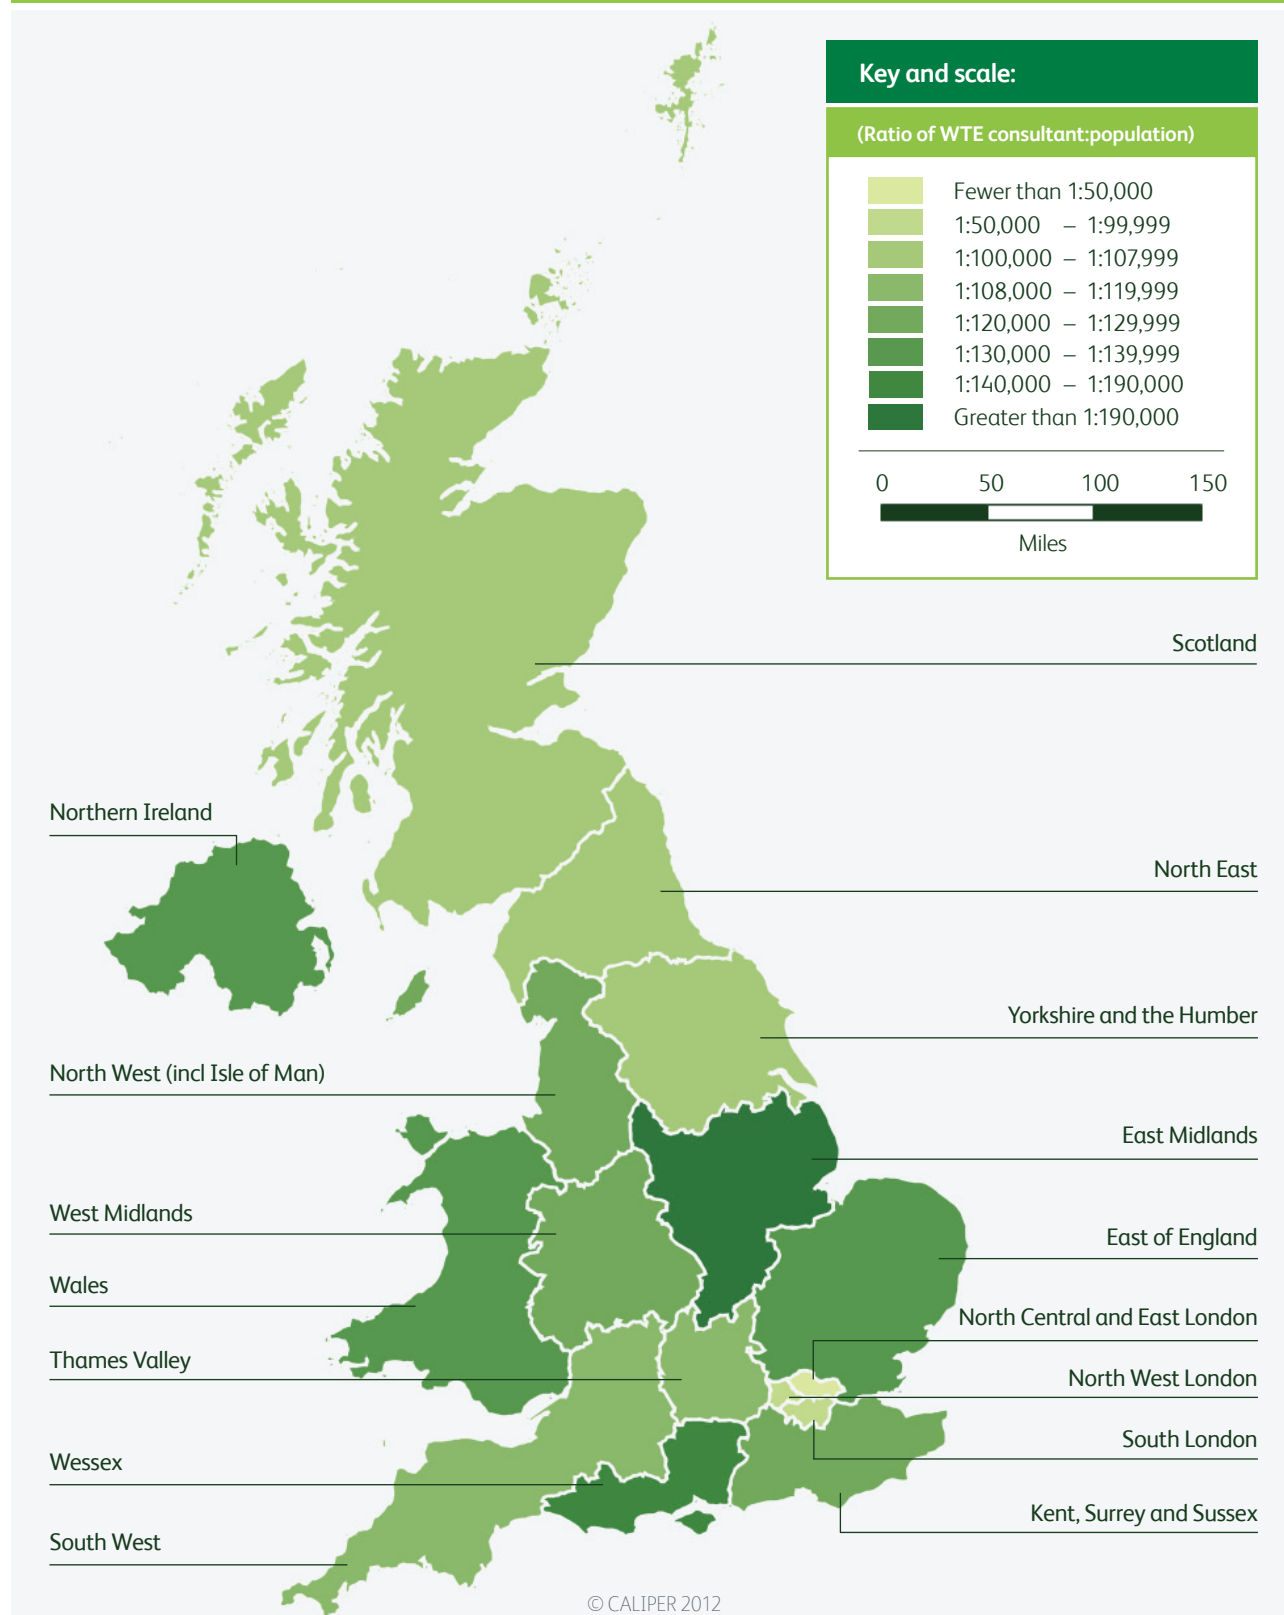 Key and scale:
(Ratio of WTE consultant:population)
Fewer than 1:50,000
1:50,000 – 1:99,999
1:100,000 – 1:107,999
1:108,000 – 1:119,999
1:120,000 – 1:129,999
1:130,000 – 1:139,999
1:140,000 – 1:190,000
Greater than 1:190,000
0 50 100 150
Miles
Scotland
Northern Ireland
North East
Yorkshire and the Humber
North West (incl Isle of Man)
East Midlands
West Midlands
East of England
Wales
North Central and East London
Thames Valley
North West London
South London
Wessex
Kent, Surrey and Sussex
South West
© CALIPER 2012